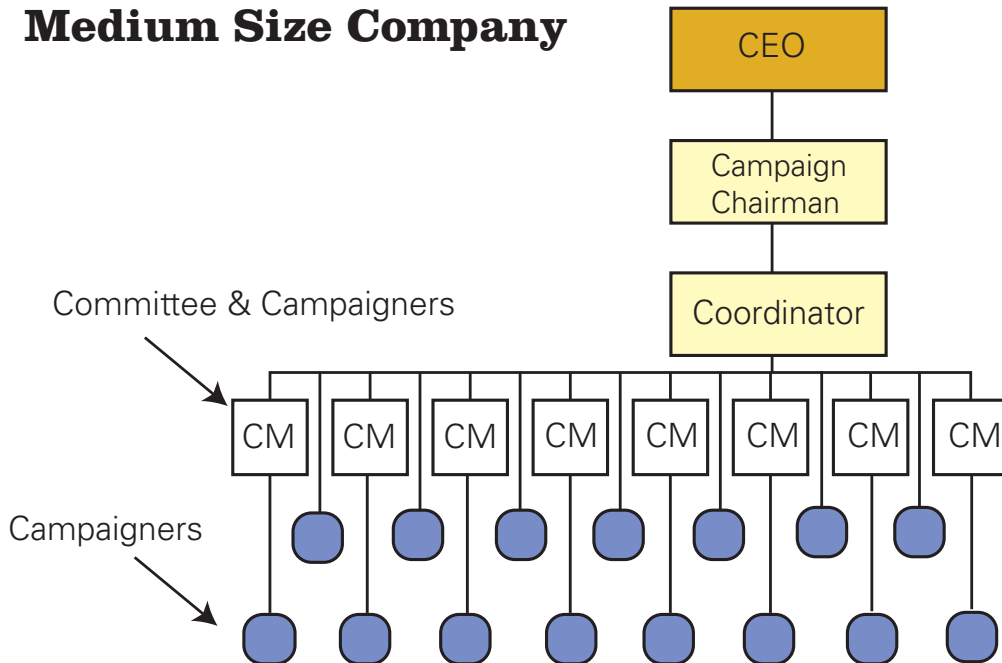 Medium Size Company
CEO
Campaign
Chairman
Coordinator
Committee & Campaigners
CM CM CM CM CM CM CM CM
Campaigners